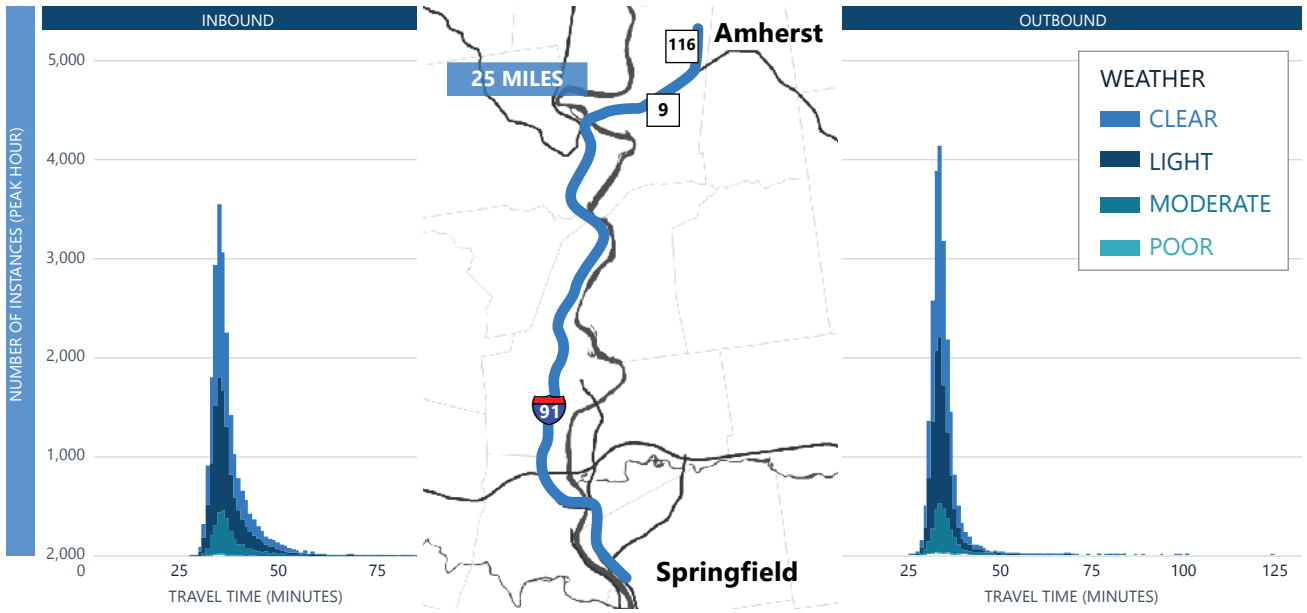 INBOUND
NUMBER OF INSTANCES (PEAK HOUR)
5,000
4,000
3,000
2,000
1,000
2,000
0
25
50
75
TRAVEL TIME (MINUTES)
25 MILES
116
Amherst
9
91
Springfield
OUTBOUND
WEATHER
CLEAR
LIGHT
MODERATE
POOR
25
50
75
100
125
TRAVEL TIME (MINUTES)